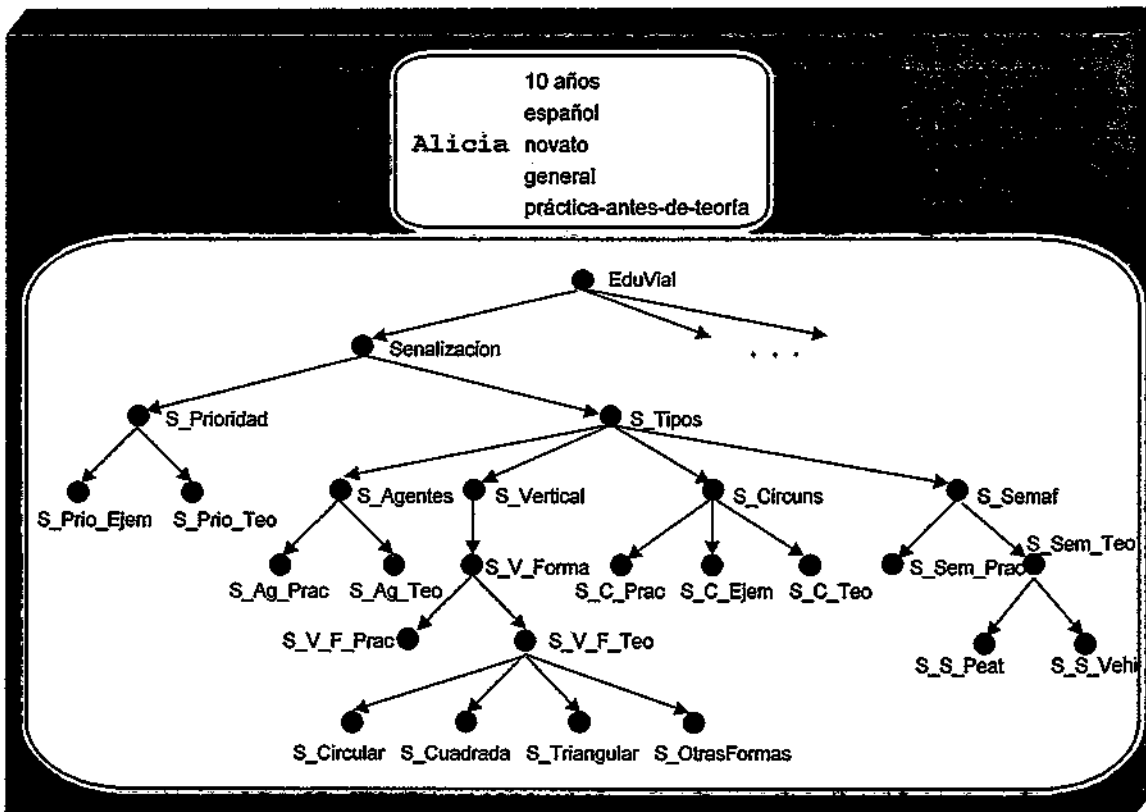 10 años
español
Alicia novato
general
práctica-antes-de-teoría
EduVial
Senalizacion
. . .
S_Prioridad
S_Tipos
S_Agentes
S_Vertical
S_Circuns
S_Semaf
S_Prio_Ejem
S_Prio_Teo
S_Sem_Teo
S_Ag_Prac
S_Ag_Teo
S_V_Forma
S_C_Prac
S_C_Ejem
S_C_Teo
S_Sem_Prac
S_V_F_Prac
S_V_F_Teo
S_S_Peat
S_S_Vehi
S_Circular
S_Cuadrada
S_Triangular
S_OtrasFormas